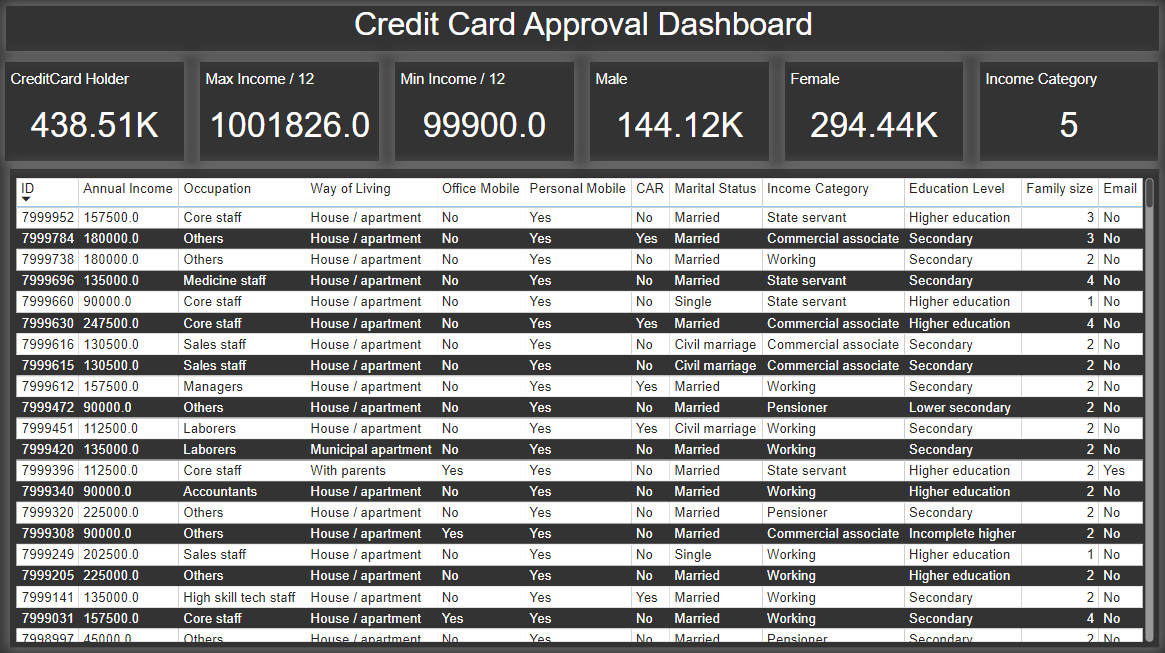 Credit Card Approval Dashboard
CreditCard Holder Max Income / 12 Min Income / 12 Male Female Income Category
438.51K 1001826.0 99900.0 144.12K 294.44K 5
ID Annual Income Occupation Way of Living Office Mobile Personal Mobile CAR Marital Status Income Category Education Level Family size Email
7999952 157500.0 Core staff House / apartment No Yes No Married State servant Higher education 3 No
7999784 180000.0 Others House / apartment No Yes Yes Married Commercial associate Secondary 3 No
7999738 180000.0 Others House / apartment No Yes No Married Working Secondary 2 No
7999696 135000.0 Medicine staff House / apartment No Yes No Married State servant Secondary 4 No
7999660 90000.0 Core staff House / apartment No Yes No Single State servant Higher education 1 No
7999630 247500.0 Core staff House / apartment No Yes Yes Married Commercial associate Higher education 4 No
7999616 130500.0 Sales staff House / apartment No Yes No Civil marriage Commercial associate Secondary 2 No
7999615 130500.0 Sales staff House / apartment No Yes No Civil marriage Commercial associate Secondary 2 No
7999612 157500.0 Managers House / apartment No Yes Yes Married Working Secondary 2 No
7999472 90000.0 Others House / apartment No Yes No Married Pensioner Lower secondary 2 No
7999451 112500.0 Laborers House / apartment No Yes Yes Civil marriage Working Secondary 2 No
7999420 135000.0 Laborers Municipal apartment No Yes No Married Working Secondary 2 No
7999396 112500.0 Core staff With parents Yes Yes No Married State servant Higher education 2 Yes
7999340 90000.0 Accountants House / apartment No Yes No Married Working Higher education 2 No
7999320 225000.0 Others House / apartment No Yes No Married Pensioner Secondary 2 No
7999308 90000.0 Others House / apartment Yes Yes No Married Commercial associate Incomplete higher 2 No
7999249 202500.0 Sales staff House / apartment No Yes No Single Working Higher education 1 No
7999205 225000.0 Others House / apartment No Yes No Married Working Higher education 2 No
7999141 135000.0 High skill tech staff House / apartment No Yes Yes Married Working Secondary 2 No
7999031 157500.0 Core staff House / apartment Yes Yes No Married Working Secondary 4 No
7998997 45000.0 Others House / apartment No Yes No Married Pensioner Secondary 2 No